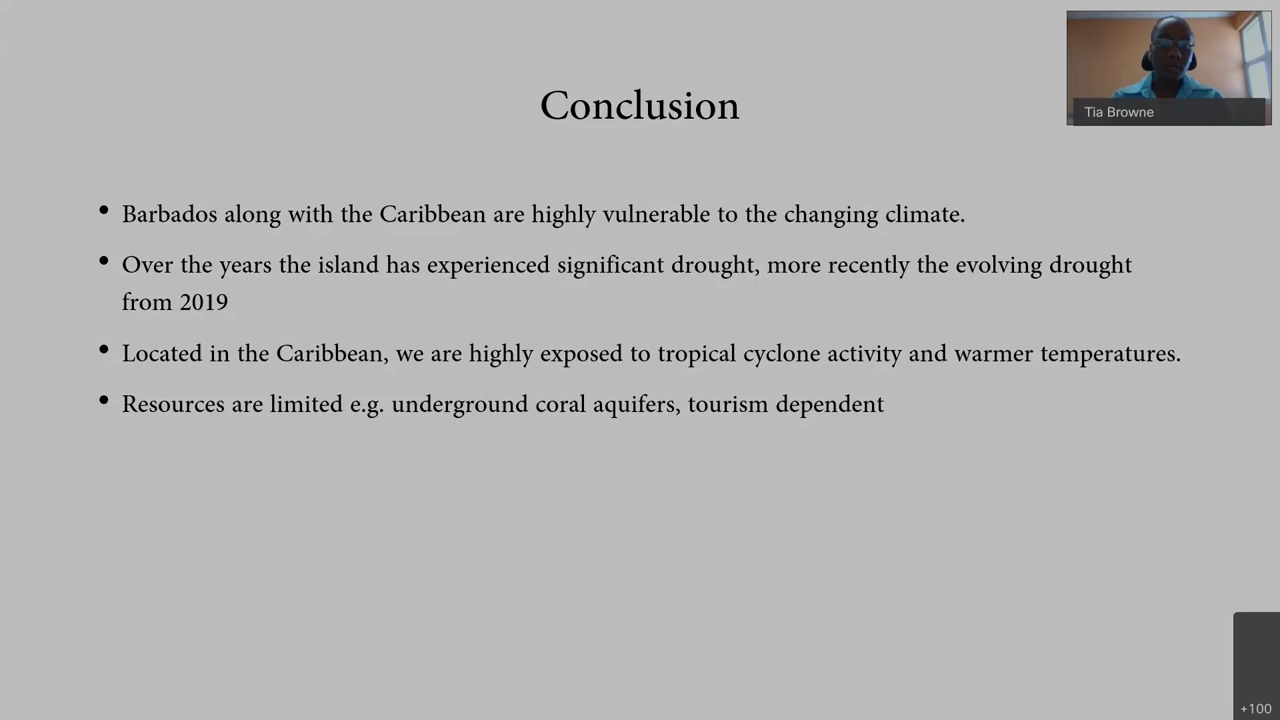 Tia Browne
Conclusion
• Barbados along with the Caribbean are highly vulnerable to the changing climate.
• Over the years the island has experienced significant drought, more recently the evolving drought
from 2019
• Located in the Caribbean, we are highly exposed to tropical cyclone activity and warmer temperatures.
• Resources are limited e.g. underground coral aquifers, tourism dependent
+100